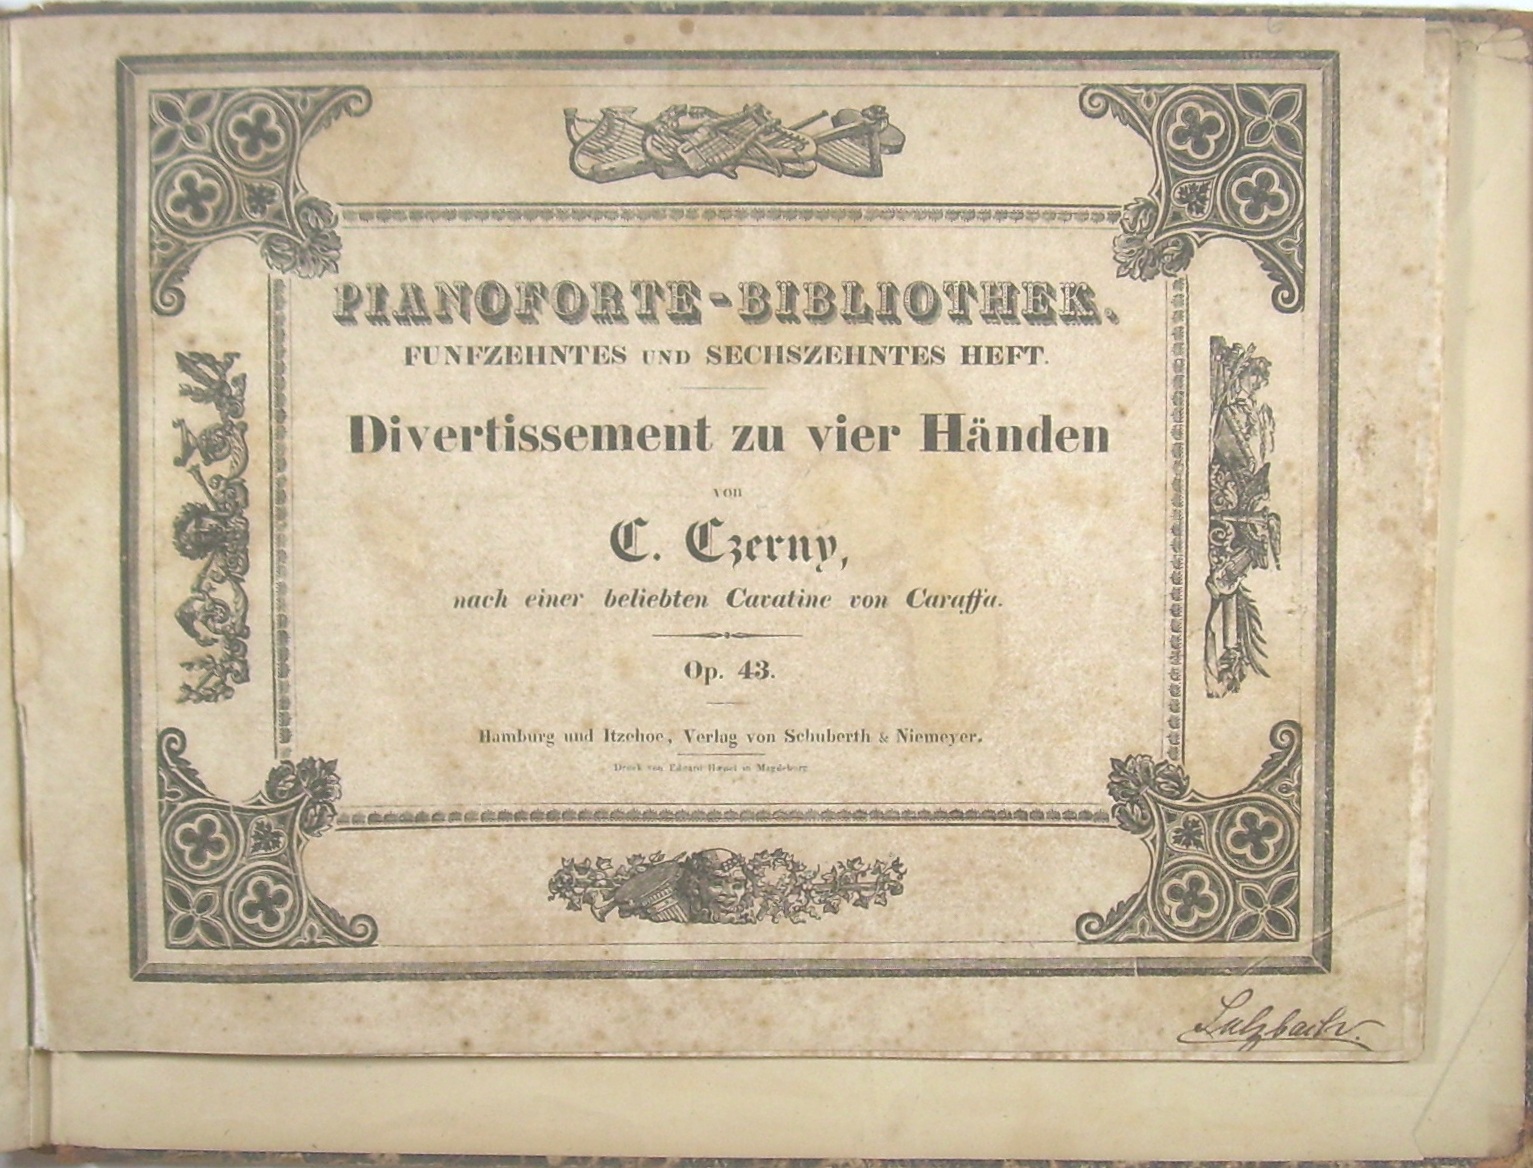 PIANOFORTE-BIBLIOTHEK.
FUNFZEHNTES UND SECHSZEHNTES HEFT.
Divertissement zu vier Händen
von
C. Czerny,
nach einer beliebten Cavatine von Caraffa.
Op. 43.
Hamburg und Itzehoe, Verlag von Schuberth & Niemeyer.
Druck von Eduard in Magdeburg
Sulzbach.